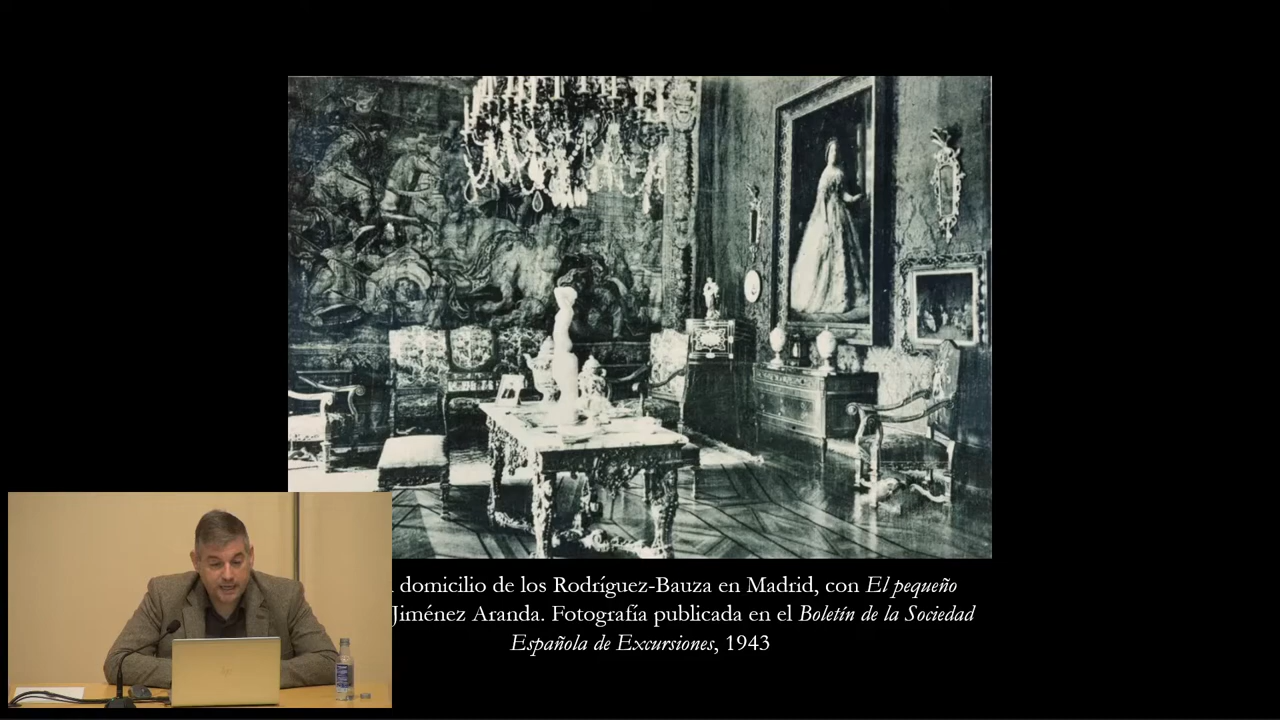 domicilio de los Rodríguez-Bauza en Madrid, con El pequeño
Jiménez Aranda. Fotografía publicada en el Boletín de la Sociedad
Española de Excursiones, 1943